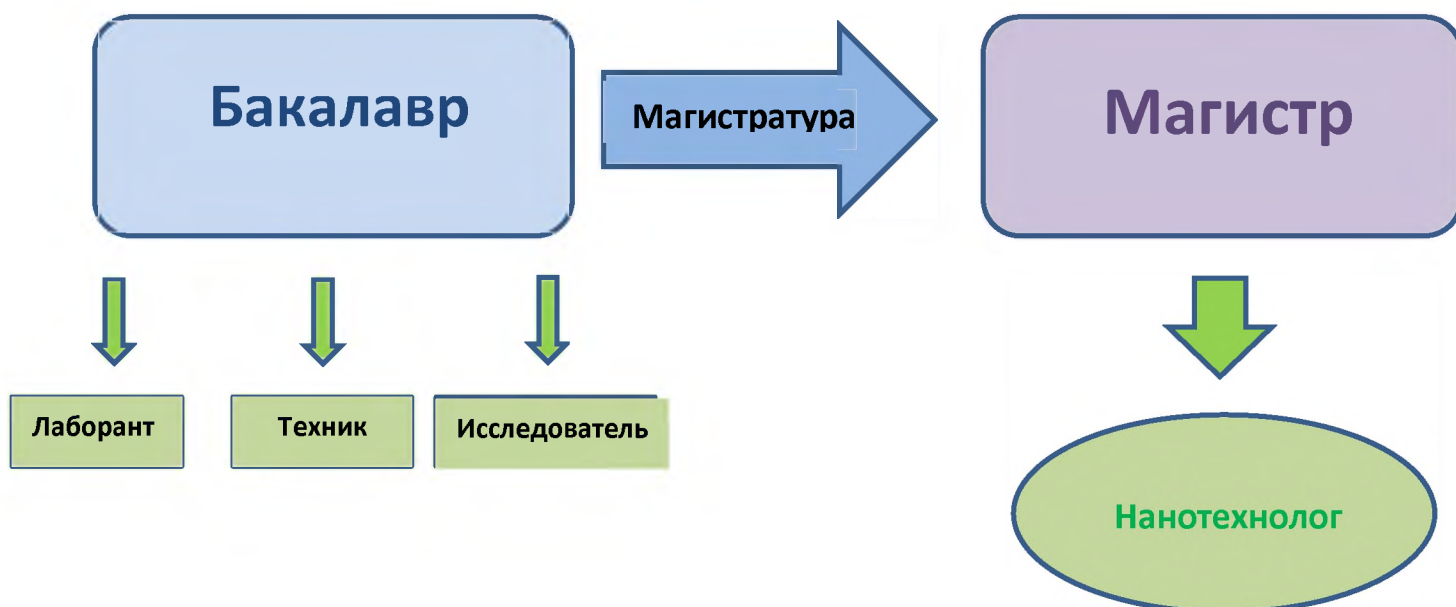 Бакалавр
Магистратура
Магистр
Лаборант
Техник
Исследователь
Нанотехнолог